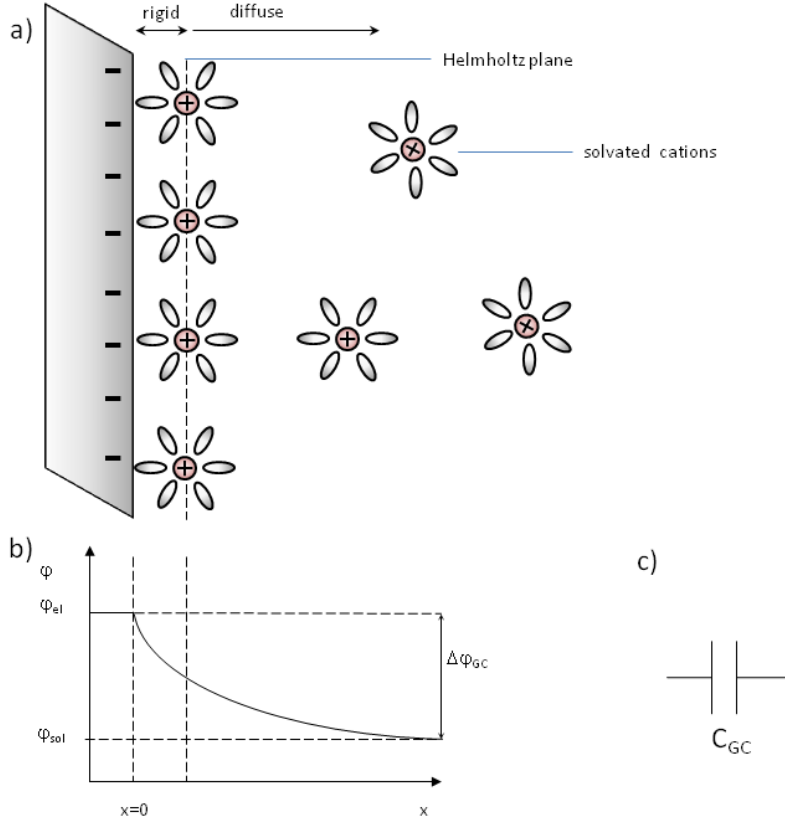 rigid
diffuse
a)
Helmholtz plane
solvated cations
b)
φ
φel
ΔφGC
φsol
x=0
x
c)
CGC